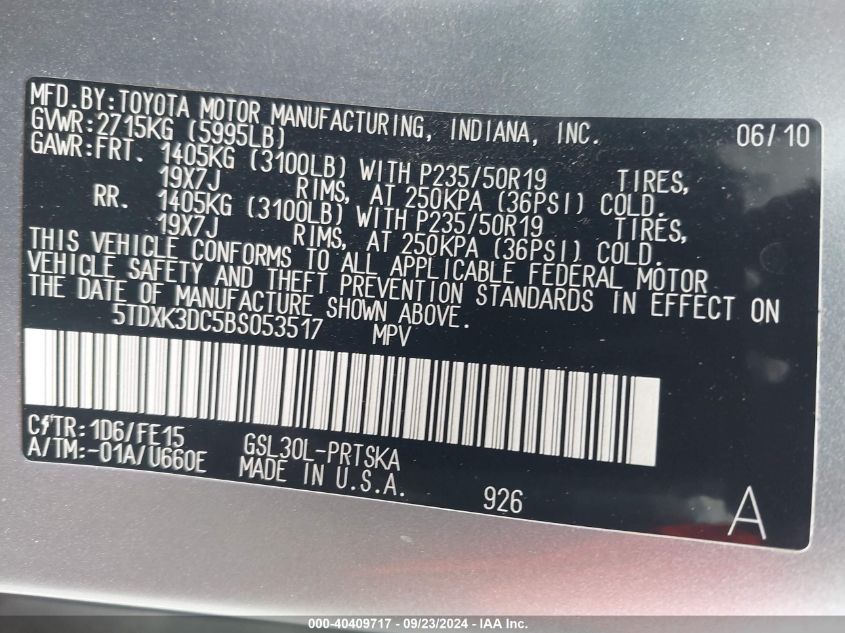 MFD.BY:TOYOTA MOTOR MANUFACTURING, INDIANA, INC. 06/10
GVWR:2715KG (5995LB)
GAWR:FRT. 1405KG (3100LB) WITH P235/50R19 TIRES,
19X7J RIMS, AT 250KPA (36PSI) COLD.
RR. 1405KG (3100LB) WITH P235/50R19 TIRES,
19X7J RIMS, AT 250KPA (36PSI) COLD.
THIS VEHICLE CONFORMS TO ALL APPLICABLE FEDERAL MOTOR
VEHICLE SAFETY AND THEFT PREVENTION STANDARDS IN EFFECT ON
THE DATE OF MANUFACTURE SHOWN ABOVE.
5TDXK3DC5BS053517 MPV
C/TR:1D6/FE15 GSL30L-PRTSKA
A/TM:-01A/U660E MADE IN U.S.A. 926 A
000-40409717 - 09/23/2024 - IAA Inc.